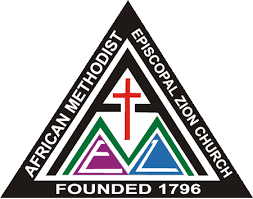 AFRICAN METHODIST
EPISCOPAL ZION CHURCH
E Z
FOUNDED 1796